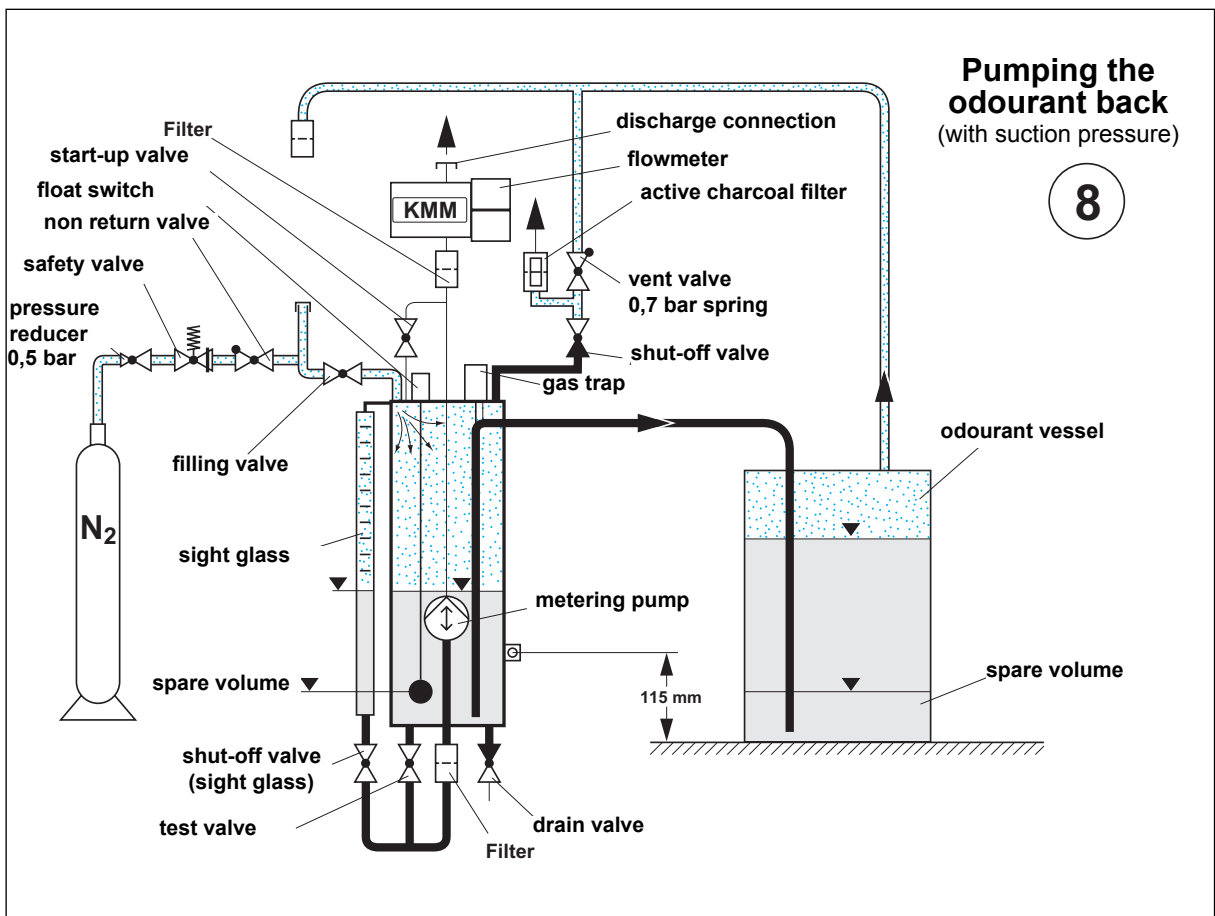 Pumping the
odourant back
(with suction pressure)
8
Filter
start-up valve
float switch
non return valve
safety valve
pressure
reducer
0,5 bar
discharge connection
flowmeter
active charcoal filter
KMM
vent valve
0,7 bar spring
shut-off valve
gas trap
filling valve
odourant vessel
N2
sight glass
metering pump
spare volume
115 mm
spare volume
shut-off valve
(sight glass)
test valve
Filter
drain valve